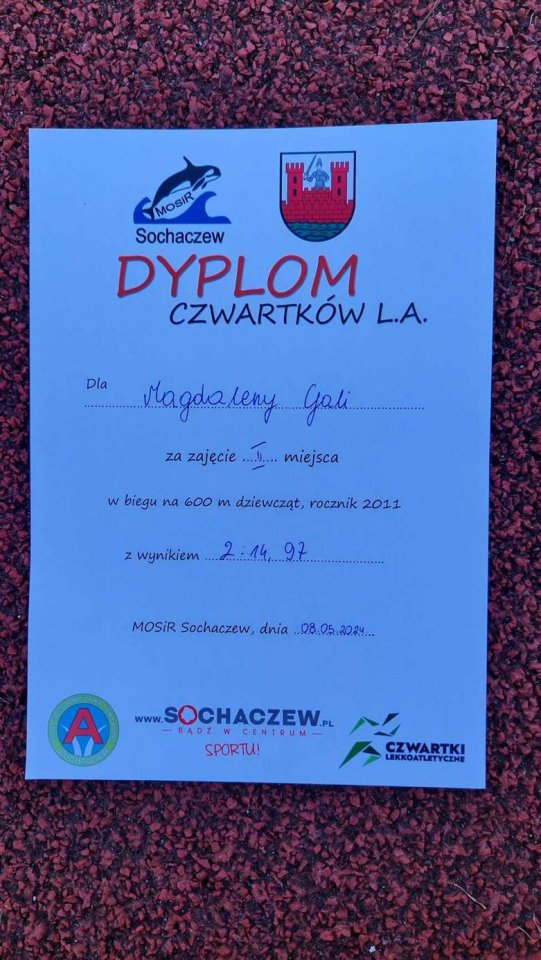 MOSiR
Sochaczew
DYPLOM
CZWARTKÓW L.A.
Dla Magdaleny Gali
za zajęcie II miejsca
w biegu na 600 m dziewcząt, rocznik 2011
z wynikiem 2:14,97
MOSiR Sochaczew, dnia 08.05.2024
A
www.SOCHACZEW.PL
BĄDŹ W CENTRUM
SPORTU!
CZWARTKI
LEKKOATLETYCZNE